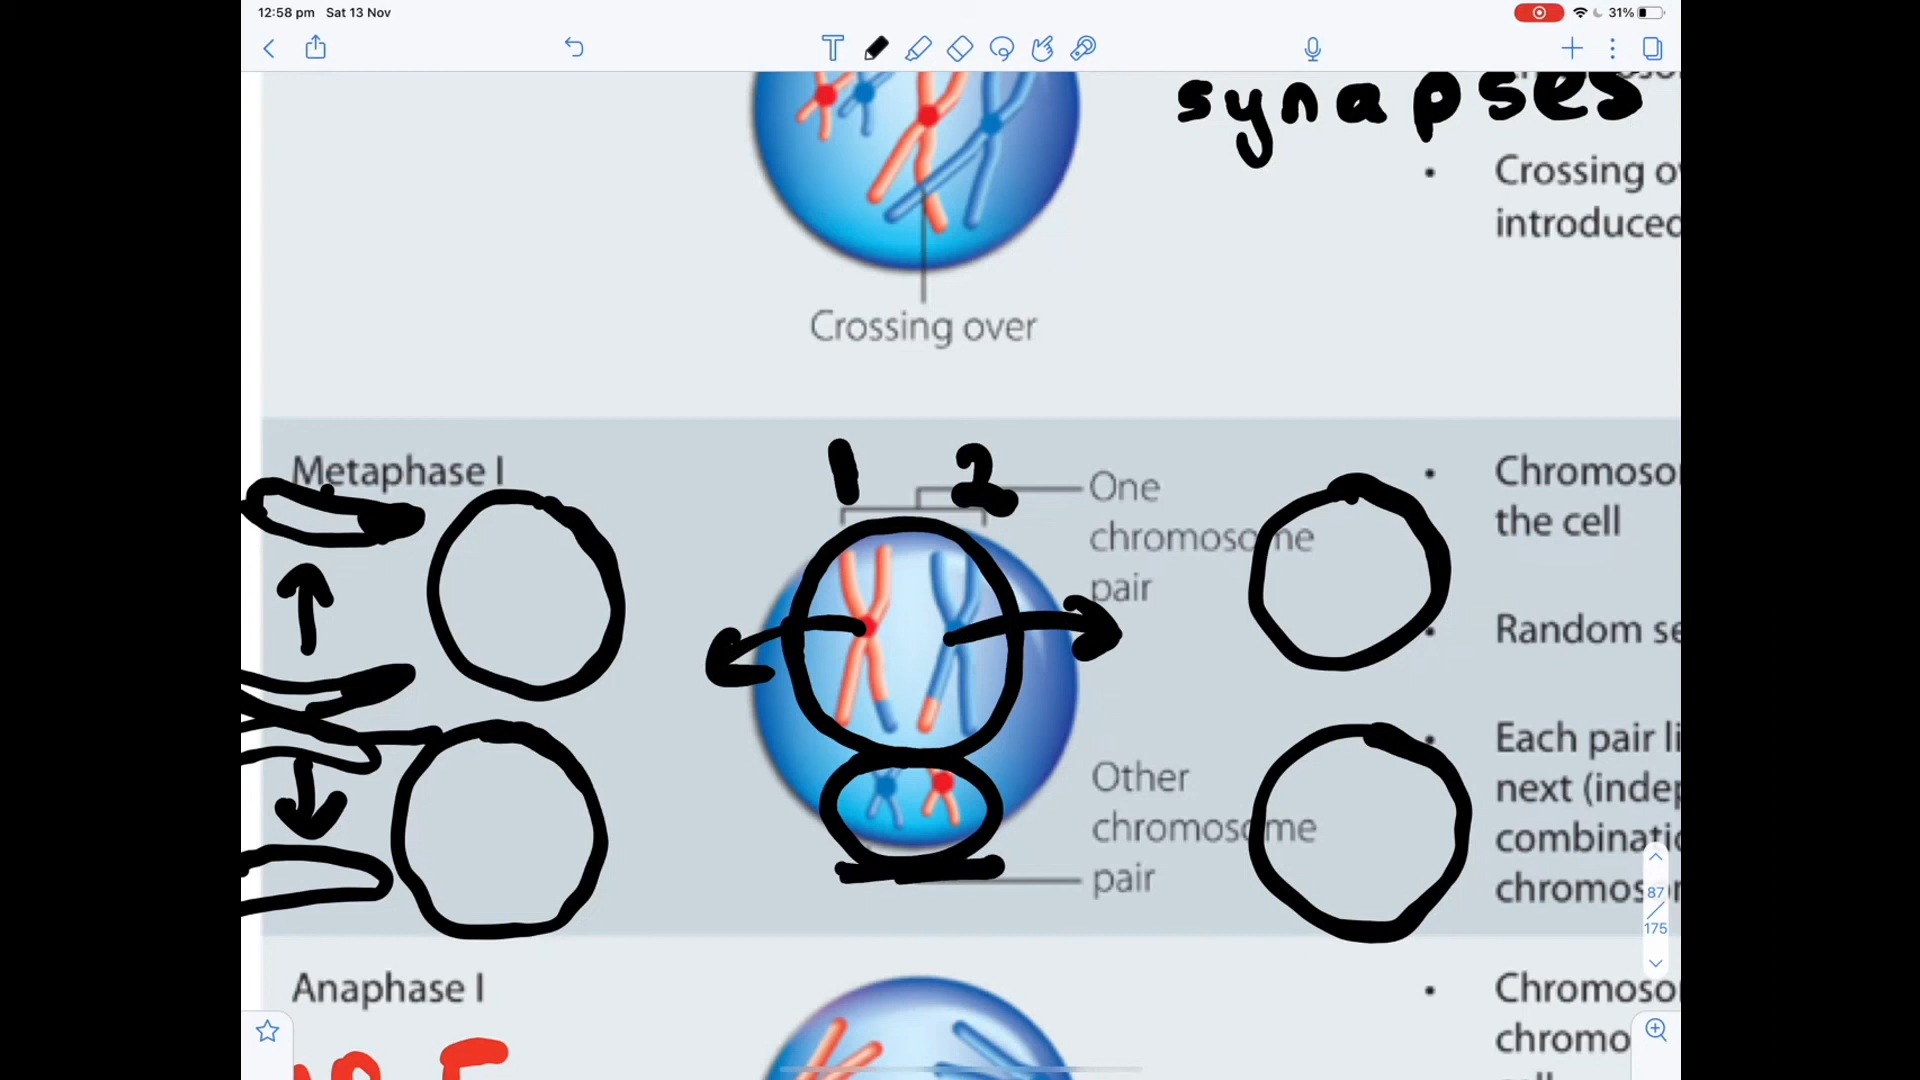 12:58 pm Sat 13 Nov
31%
synapses
Crossing o
introduced
Crossing over
Metaphase I
1 2
One
chromosome
pair
Chromoso
the cell
Random se
Other
chromosome
pair
Each pair li
next (inde
combinati
chromoso
87
175
Anaphase I
Chromoso
chromo